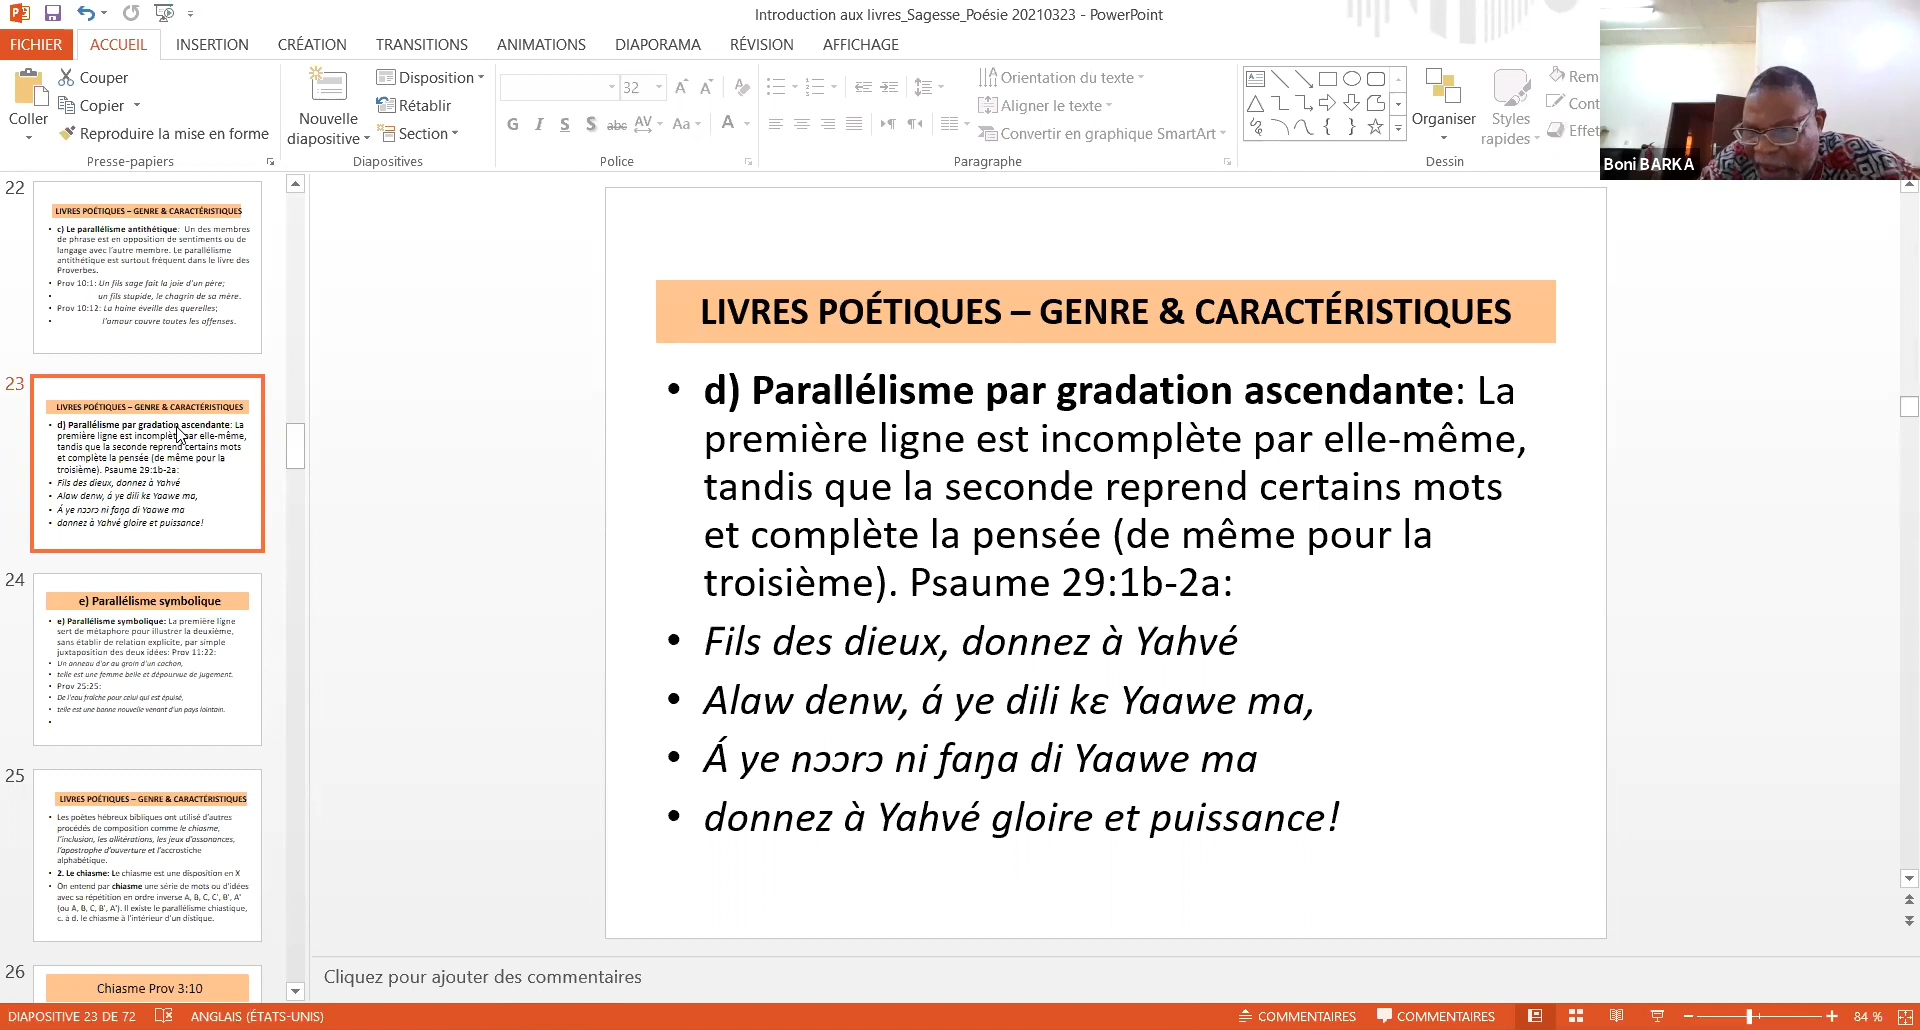 Introduction aux livres_Sagesse_Poésie 20210323 - PowerPoint
FICHIER ACCUEIL INSERTION CRÉATION TRANSITIONS ANIMATIONS DIAPORAMA RÉVISION AFFICHAGE
Coller
Couper
Copier
Reproduire la mise en forme
Presse-papiers
Nouvelle
diapositive
Disposition
Rétablir
Section
Diapositives
32
G I S S abc AV Aa A
Police
Orientation du texte
Aligner le texte
Convertir en graphique SmartArt
Paragraphe
Organiser
Styles
rapides
Rem
Cont
Effet
Dessin
Boni BARKA
22
LIVRES POÉTIQUES – GENRE & CARACTÉRISTIQUES
• c) Le parallélisme antithétique: Un des membres
de phrase est en opposition de sentiments ou de
langage avec l'autre membre. Le parallélisme
antithétique est surtout fréquent dans le livre des
Proverbes.
• Prov 10:1: Un fils sage fait la joie d'un père;
• un fils stupide, le chagrin de sa mère.
• Prov 10:12: La haine éveille des querelles;
• l'amour couvre toutes les offenses.
23
LIVRES POÉTIQUES – GENRE & CARACTÉRISTIQUES
• d) Parallélisme par gradation ascendante: La
première ligne est incomplète par elle-même,
tandis que la seconde reprend certains mots
et complète la pensée (de même pour la
troisième). Psaume 29:1b-2a:
• Fils des dieux, donnez à Yahvé
• Alaw denw, á ye dili kɛ Yaawe ma,
• Á ye nɔɔrɔ ni faŋa di Yaawe ma
• donnez à Yahvé gloire et puissance!
24
e) Parallélisme symbolique
• e) Parallélisme symbolique: La première ligne
sert de métaphore pour illustrer la deuxième,
sans établir de relation explicite, par simple
juxtaposition des deux idées: Prov 11:22:
• Un anneau d'or au groin d'un cochon,
• telle est une femme belle et dépourvue de jugement.
• Prov 25:25:
• De l'eau fraîche pour celui qui est épuisé,
• telle est une bonne nouvelle venant d'un pays lointain.
25
LIVRES POÉTIQUES – GENRE & CARACTÉRISTIQUES
• Les poètes hébreux bibliques ont utilisé d'autres
procédés de composition comme le chiasme,
l'inclusion, les allitérations, les jeux d'assonances,
l'apostrophe d'ouverture et l'acrostiche
alphabétique.
• 2. Le chiasme: Le chiasme est une disposition en X
• On entend par chiasme une série de mots ou d'idées
avec sa répétition en ordre inverse A, B, C, C', B', A'
(ou A, B, C, B', A'). Il existe le parallélisme chiastique,
c. à d. le chiasme à l'intérieur d'un distique.
26
Chiasme Prov 3:10
LIVRES POÉTIQUES – GENRE & CARACTÉRISTIQUES
• d) Parallélisme par gradation ascendante: La
première ligne est incomplète par elle-même,
tandis que la seconde reprend certains mots
et complète la pensée (de même pour la
troisième). Psaume 29:1b-2a:
• Fils des dieux, donnez à Yahvé
• Alaw denw, á ye dili kɛ Yaawe ma,
• Á ye nɔɔrɔ ni faŋa di Yaawe ma
• donnez à Yahvé gloire et puissance!
Cliquez pour ajouter des commentaires
DIAPOSITIVE 23 DE 72 ANGLAIS (ÉTATS-UNIS) COMMENTAIRES COMMENTAIRES 84 %